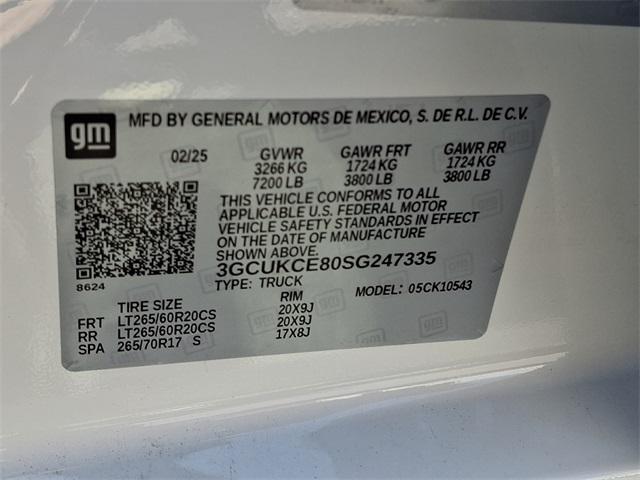 gm
MFD BY GENERAL MOTORS DE MEXICO, S. DE R.L. DE C.V.
02/25 GVWR GAWR FRT GAWR RR
3266 KG 1724 KG 1724 KG
7200 LB 3800 LB 3800 LB
THIS VEHICLE CONFORMS TO ALL
APPLICABLE U.S. FEDERAL MOTOR
VEHICLE SAFETY STANDARDS IN EFFECT
ON THE DATE OF MANUFACTURE
SHOWN ABOVE.
3GCUKCE80SG247335
8624
TYPE: TRUCK MODEL: 05CK10543
TIRE SIZE RIM
FRT LT265/60R20CS 20X9J
RR LT265/60R20CS 20X9J
SPA 265/70R17 S 17X8J